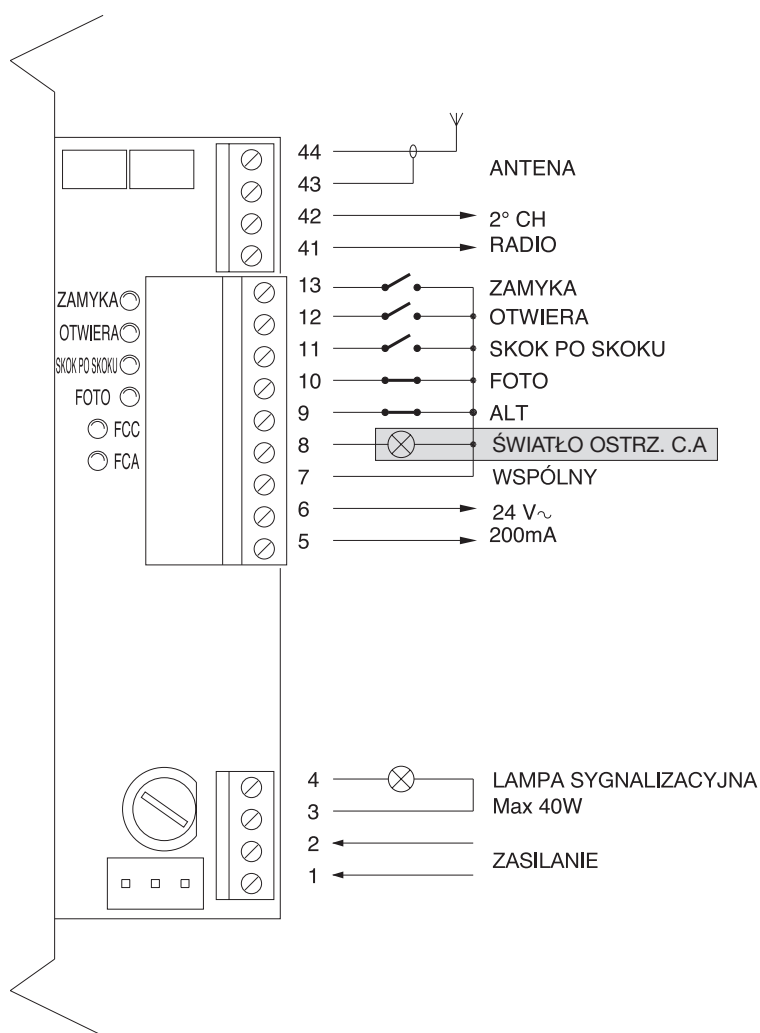 44
43
ANTENA
42
41
2° CH
RADIO
13 ZAMYKA
12 OTWIERA
11 SKOK PO SKOKU
10 FOTO
9 ALT
8 ŚWIATŁO OSTRZ. C.A
7 WSPÓLNY
6
5
24 V~
200mA
ZAMYKA
OTWIERA
SKOK PO SKOKU
FOTO
FCC
FCA
4
3
LAMPA SYGNALIZACYJNA
Max 40W
2
1
ZASILANIE